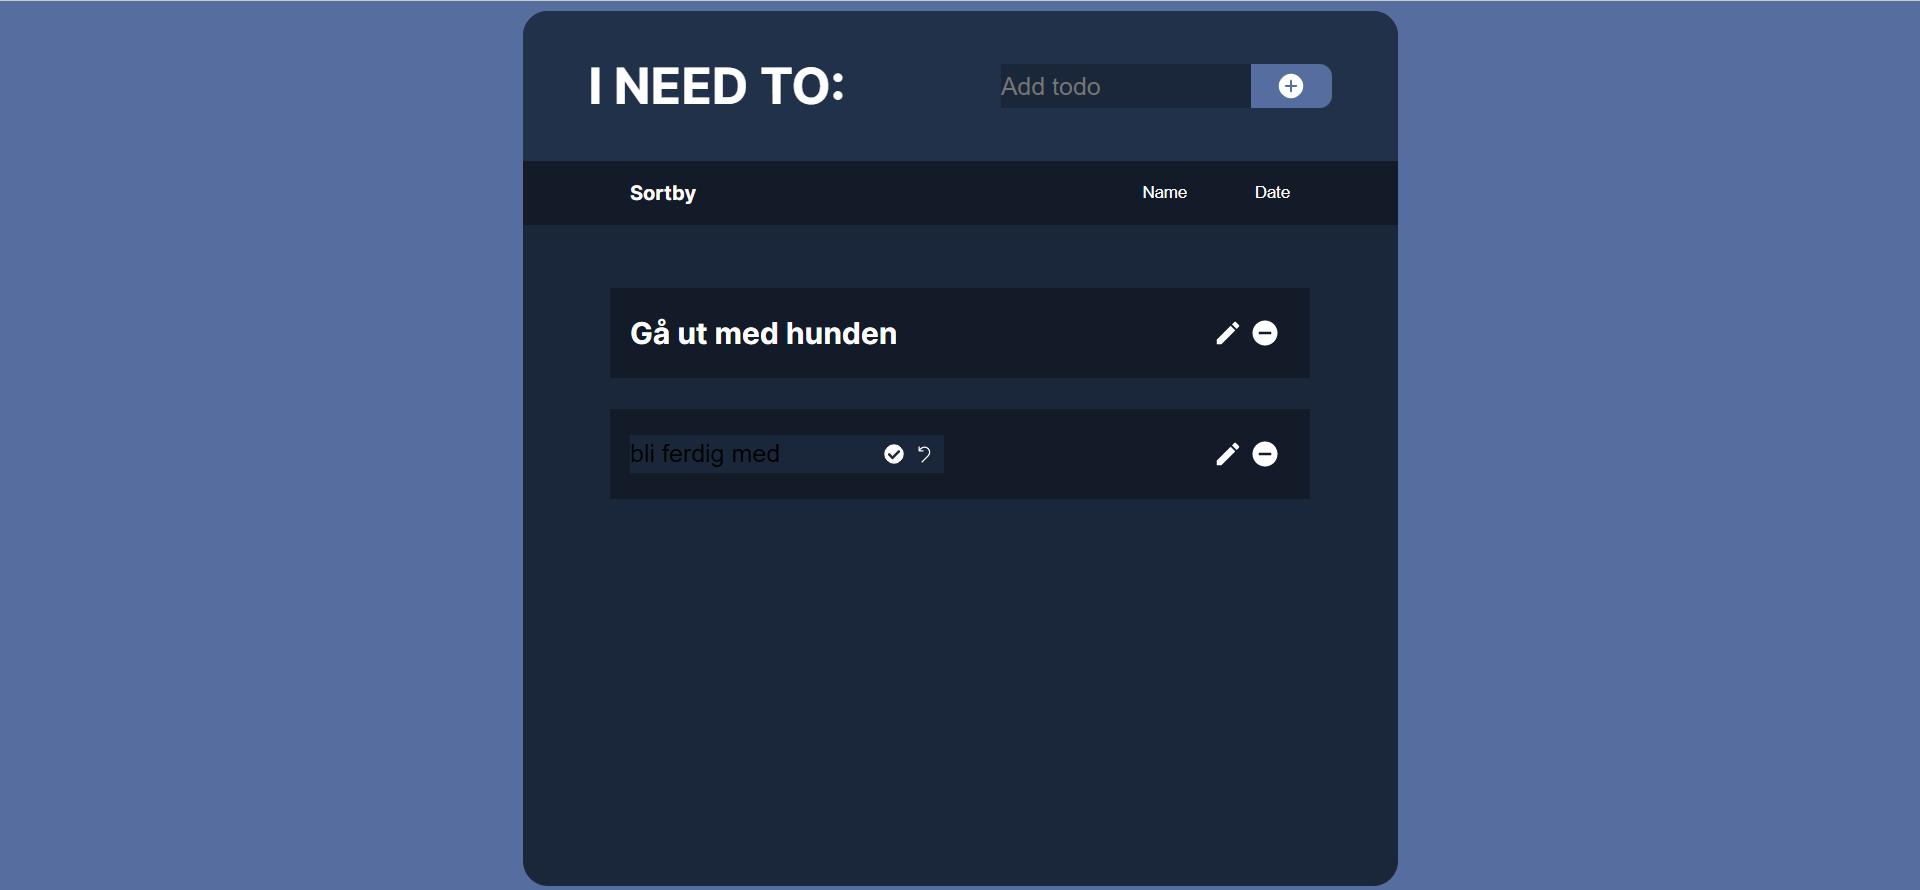 I NEED TO:
Add todo
Sortby
Name
Date
Gå ut med hunden
bli ferdig med